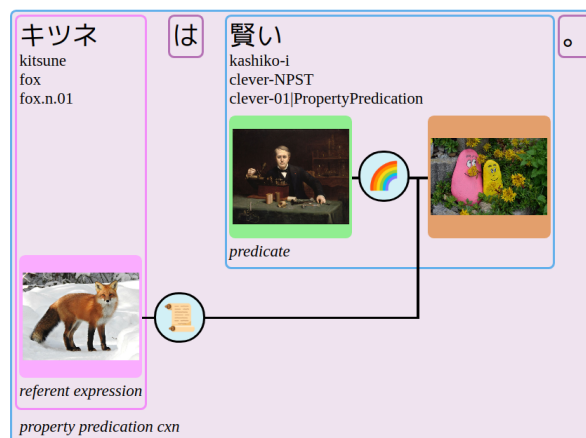 キツネ は 賢い 。
kitsune kashiko-i
fox clever-NPST
fox.n.01 clever-01|PropertyPredication
predicate
referent expression
property predication cxn